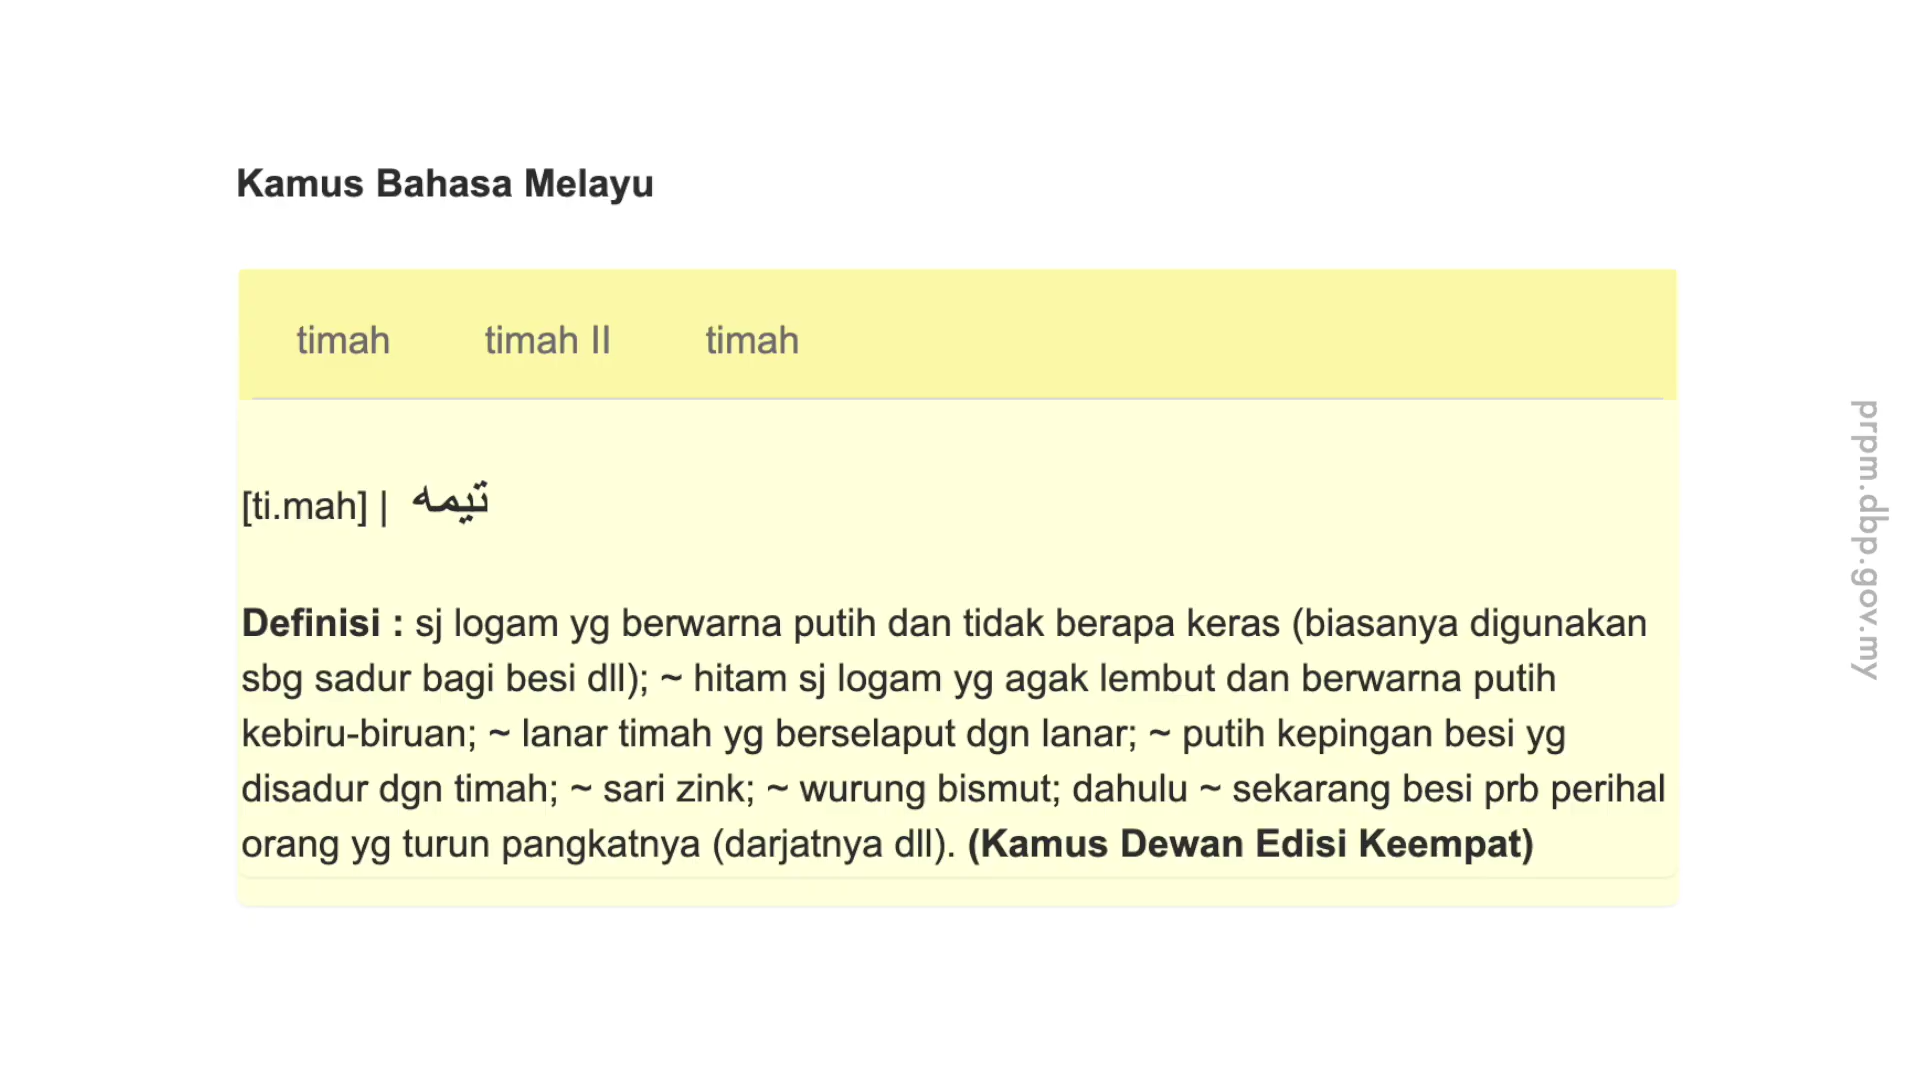 Kamus Bahasa Melayu
timah timah II timah
[ti.mah] | تيمه
Definisi : sj logam yg berwarna putih dan tidak berapa keras (biasanya digunakan
sbg sadur bagi besi dll); ~ hitam sj logam yg agak lembut dan berwarna putih
kebiru-biruan; ~ lanar timah yg berselaput dgn lanar; ~ putih kepingan besi yg
disadur dgn timah; ~ sari zink; ~ wurung bismut; dahulu ~ sekarang besi prb perihal
orang yg turun pangkatnya (darjatnya dll). (Kamus Dewan Edisi Keempat)
prpm.dbp.gov.my